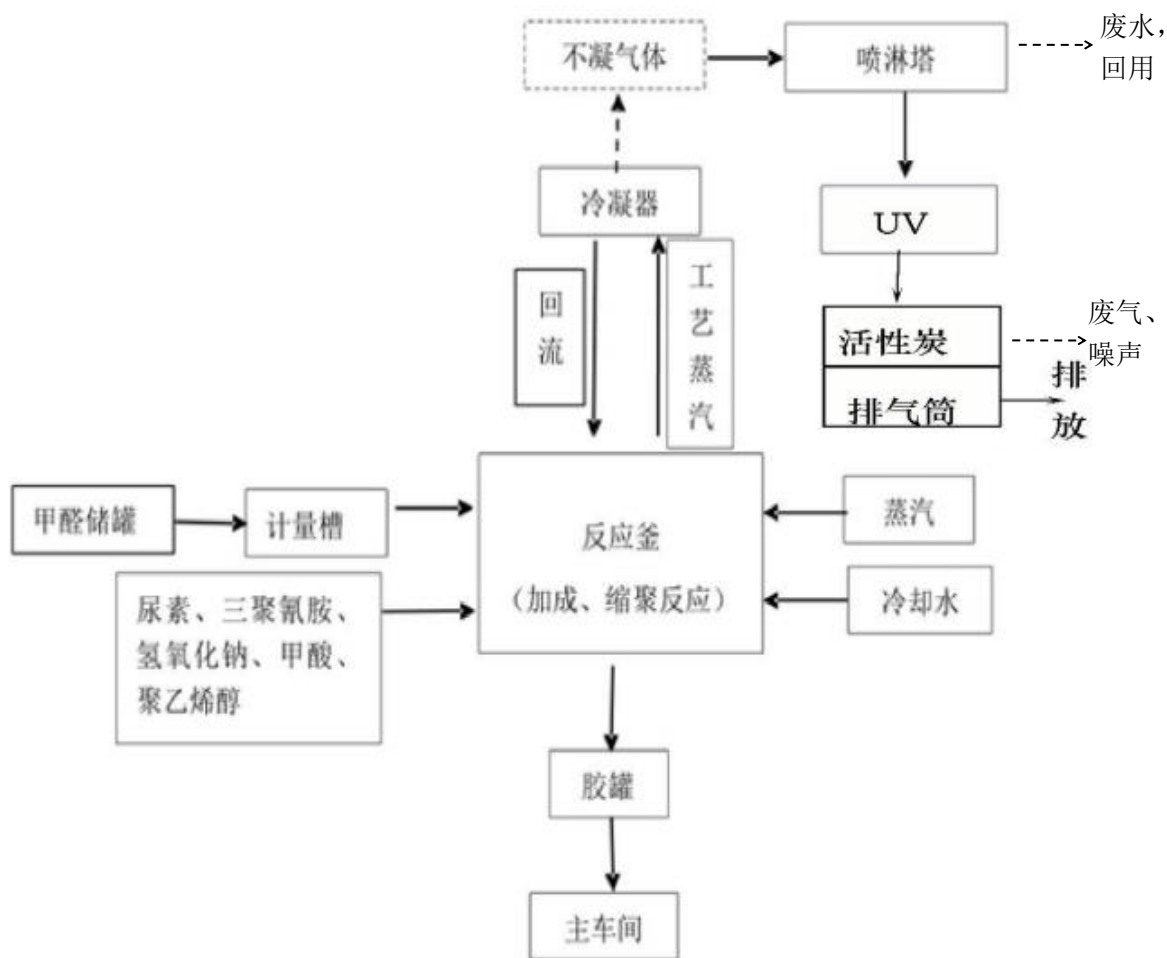 不凝气体
喷淋塔
废水，
回用
冷凝器
UV
回
流
工
艺
蒸
汽
活性炭
废气、
噪声
排气筒
排
放
甲醛储罐
计量槽
反应釜
（加成、缩聚反应）
蒸汽
冷却水
尿素、三聚氰胺、
氢氧化钠、甲酸、
聚乙烯醇
胶罐
主车间